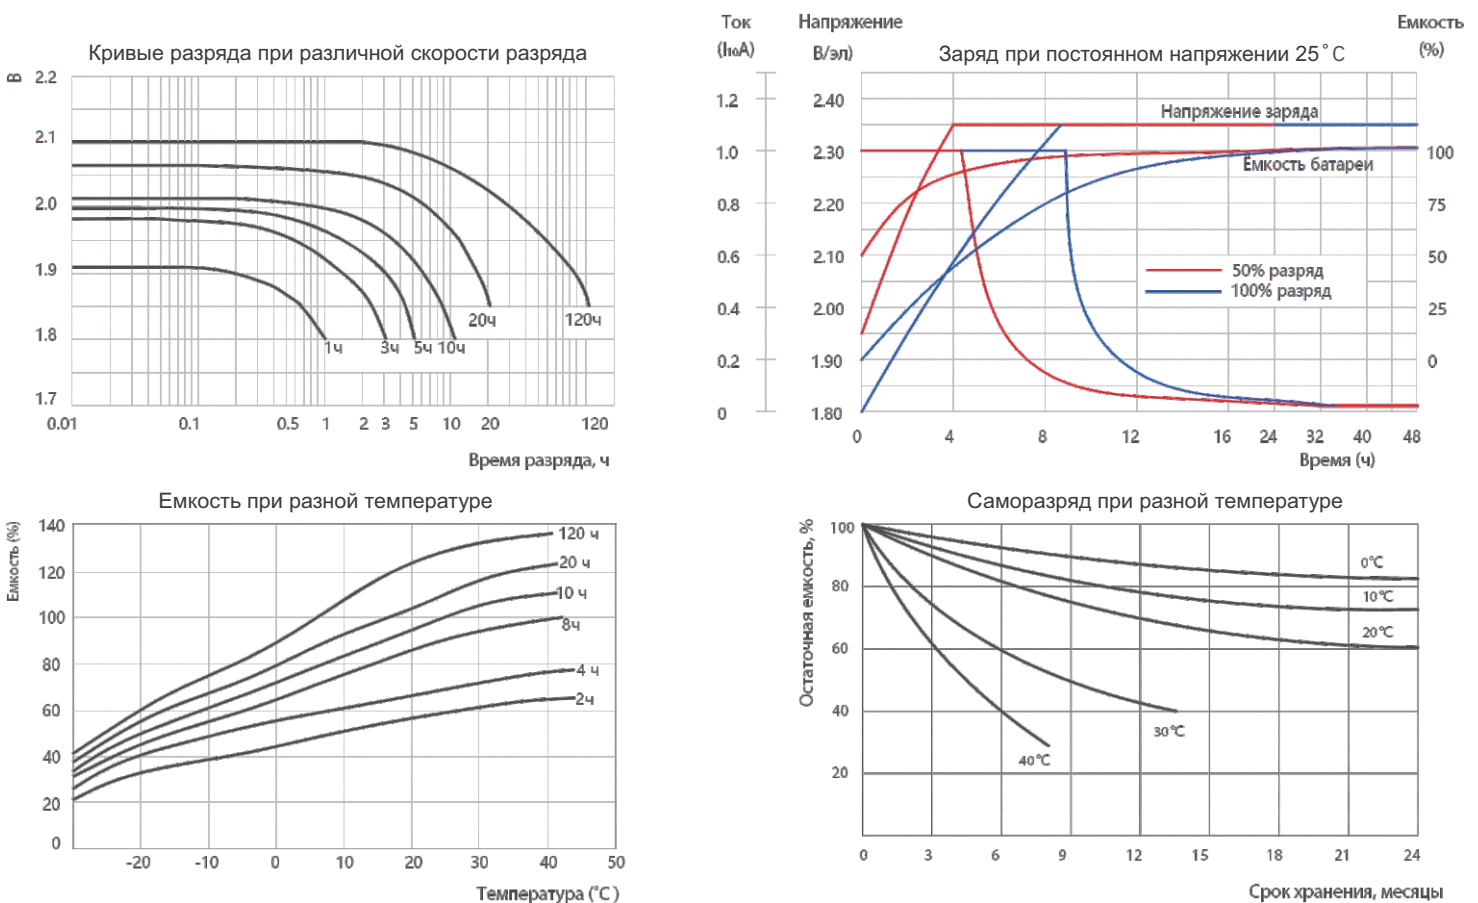 Кривые разряда при различной скорости разряда
В
2.2
2.1
2.0
1.9
1.8
1.7
20ч
120ч
1ч
3ч
5ч
10ч
0.01
0.1
0.5
1
2
3
5
10
20
120
Время разряда, ч
Ток
(I₁₀A)
Напряжение
В/эл)
Заряд при постоянном напряжении 25˚C
Емкость
(%)
1.2
1.0
0.8
0.6
0.4
0.2
0
2.40
2.30
2.20
2.10
2.00
1.90
1.80
Напряжение заряда
Емкость батареи
50% разряд
100% разряд
100
75
50
25
0
0
4
8
12
16
24
32
40
48
Время (ч)
Емкость при разной температуре
Емкость (%)
140
120
100
80
60
40
20
0
120 ч
20 ч
10 ч
8ч
4 ч
2ч
-20
-10
0
10
20
30
40
50
Температура (˚C )
Саморазряд при разной температуре
Остаточная емкость, %
100
80
60
40
20
0℃
10℃
20℃
30℃
40℃
0
3
6
9
12
15
18
21
24
Срок хранения, месяцы